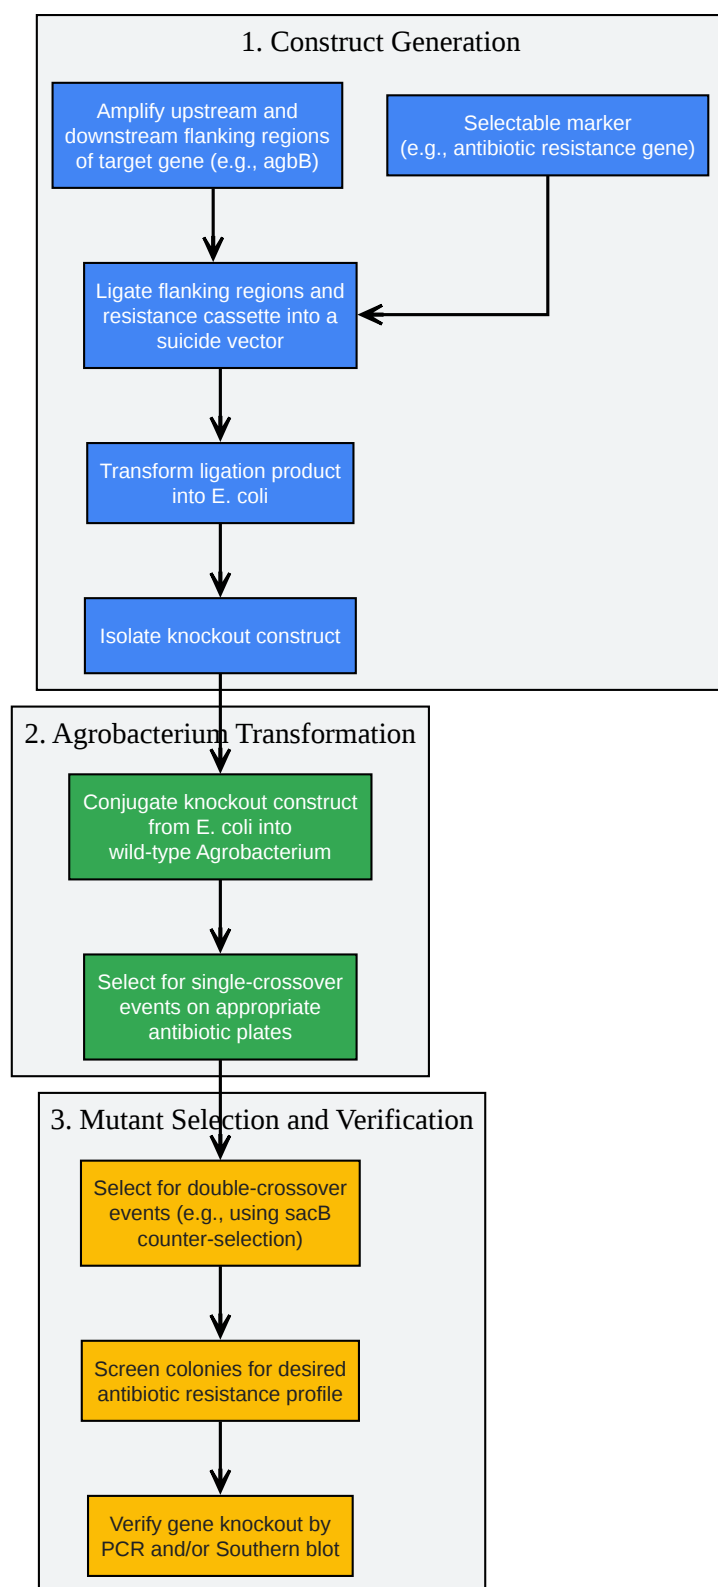 1. Construct Generation
Amplify upstream and
downstream flanking regions
of target gene (e.g., agbB)
Selectable marker
(e.g., antibiotic resistance gene)
Ligate flanking regions and
resistance cassette into a
suicide vector
Transform ligation product
into E. coli
Isolate knockout construct
2. Agrobacterium Transformation
Conjugate knockout construct
from E. coli into
wild-type Agrobacterium
Select for single-crossover
events on appropriate
antibiotic plates
3. Mutant Selection and Verification
Select for double-crossover
events (e.g., using sacB
counter-selection)
Screen colonies for desired
antibiotic resistance profile
Verify gene knockout by
PCR and/or Southern blot